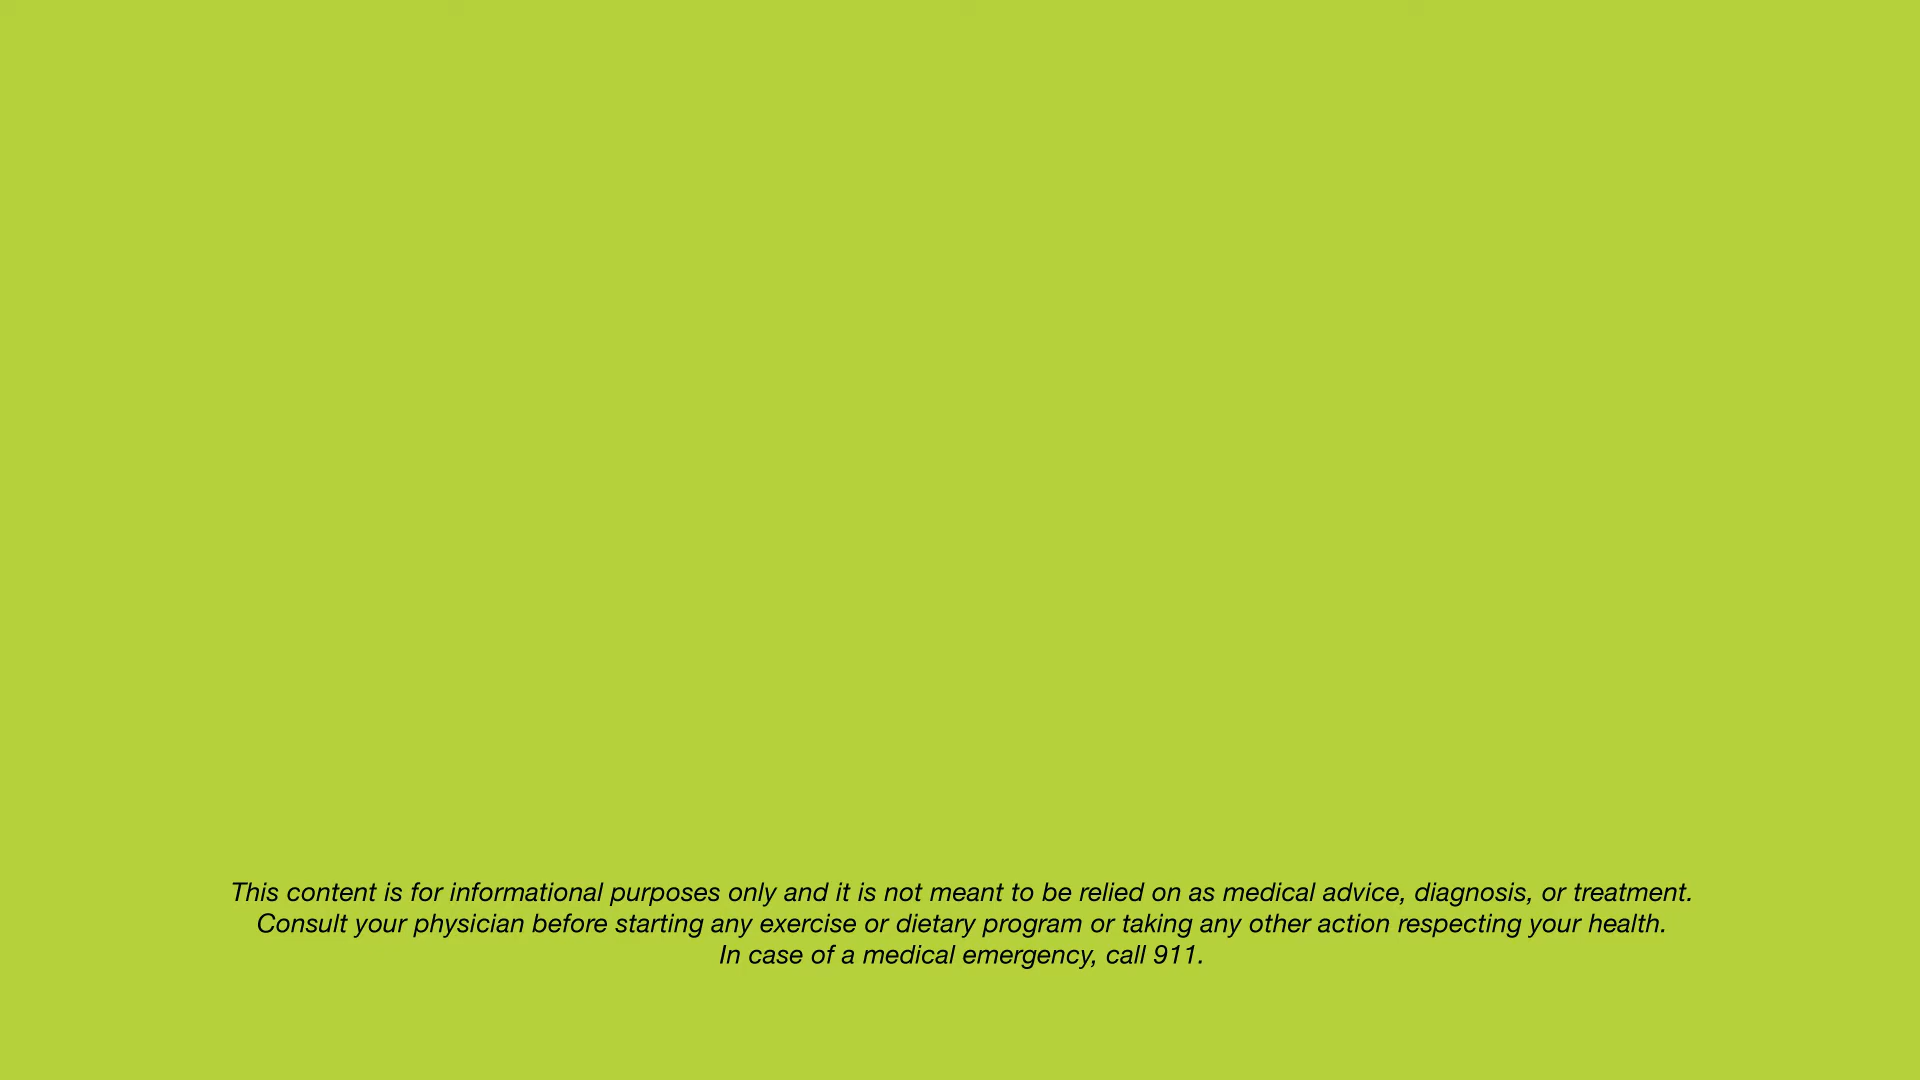 This content is for informational purposes only and it is not meant to be relied on as medical advice, diagnosis, or treatment.
Consult your physician before starting any exercise or dietary program or taking any other action respecting your health.
In case of a medical emergency, call 911.